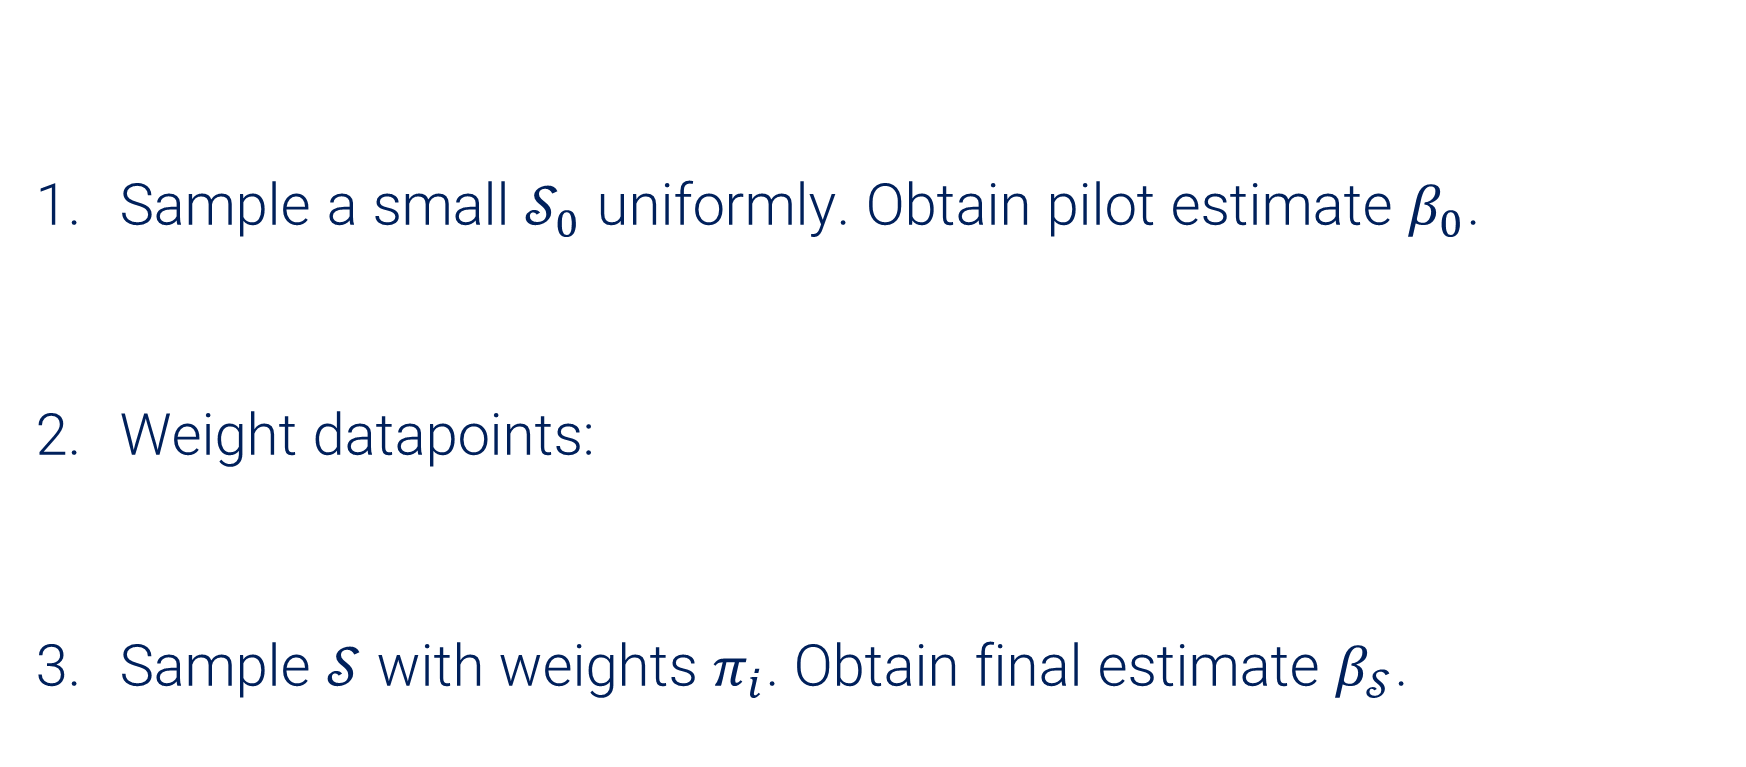 1. Sample a small 𝒮₀ uniformly. Obtain pilot estimate β₀.
2. Weight datapoints:
3. Sample 𝒮 with weights πᵢ. Obtain final estimate β_𝒮.